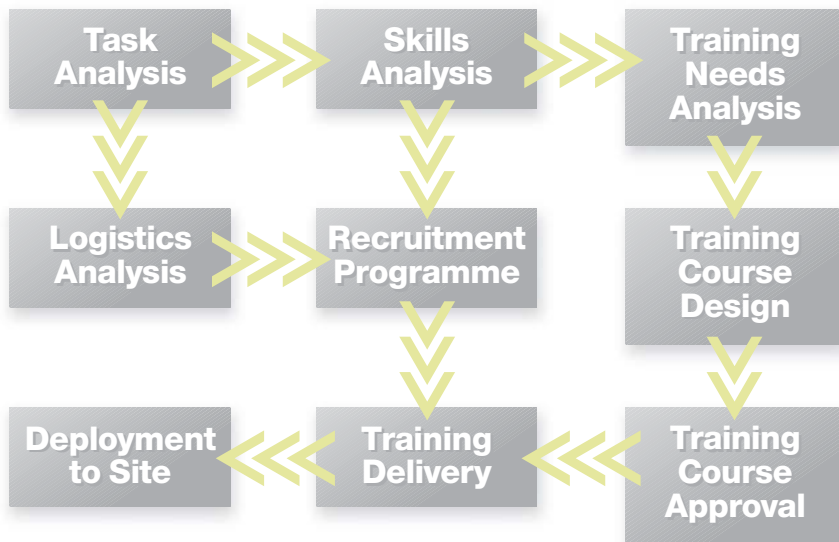 Task
Analysis
Skills
Analysis
Training
Needs
Analysis
Logistics
Analysis
Recruitment
Programme
Training
Course
Design
Deployment
to Site
Training
Delivery
Training
Course
Approval